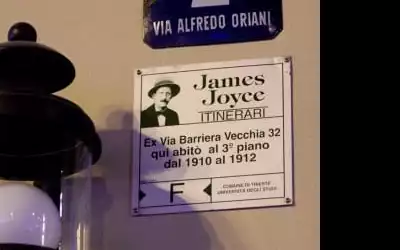 VIA ALFREDO ORIANI
James
Joyce
ITINERARI
Ex Via Barriera Vecchia 32
qui abitò al 3° piano
dal 1910 al 1912
F
COMUNE DI TRIESTE
UNIVERSITÀ DEGLI STUDI